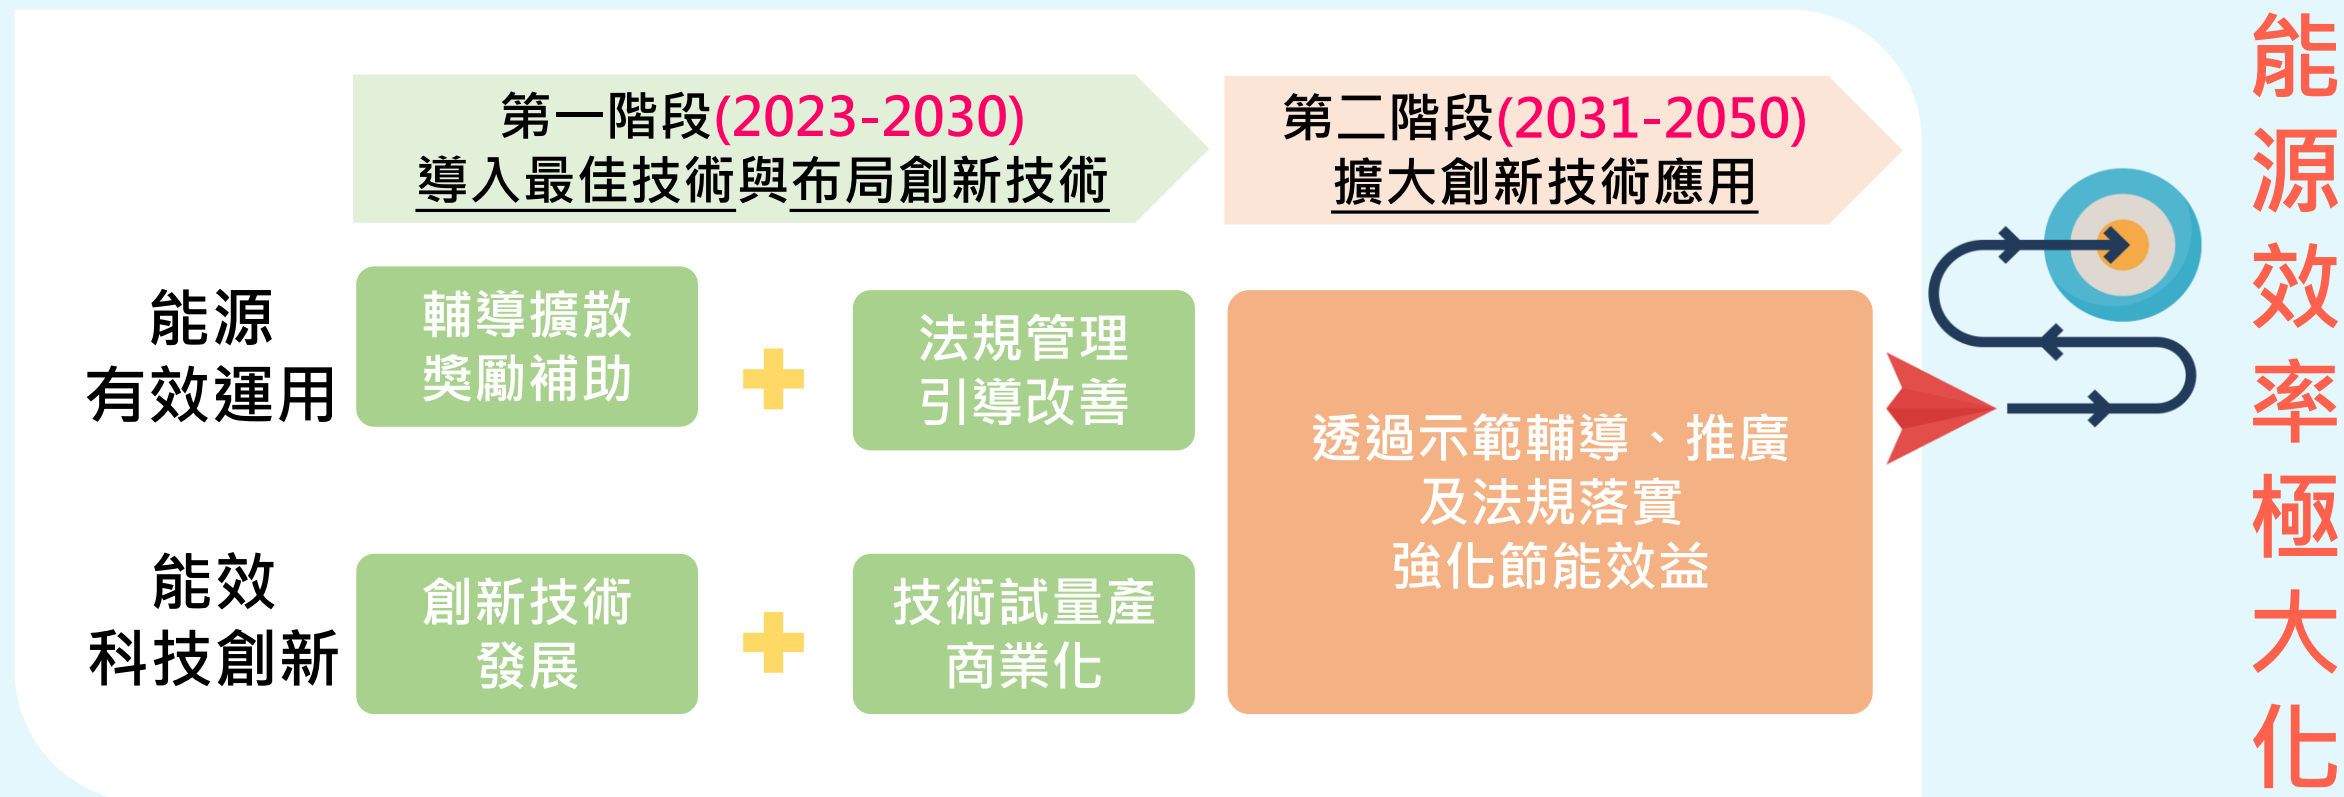 第一階段(2023-2030)
導入最佳技術與布局創新技術
第二階段(2031-2050)
擴大創新技術應用
能源
有效運用
輔導擴散
獎勵補助
法規管理
引導改善
能效
科技創新
創新技術
發展
技術試量產
商業化
透過示範輔導、推廣
及法規落實
強化節能效益
能源效率極大化